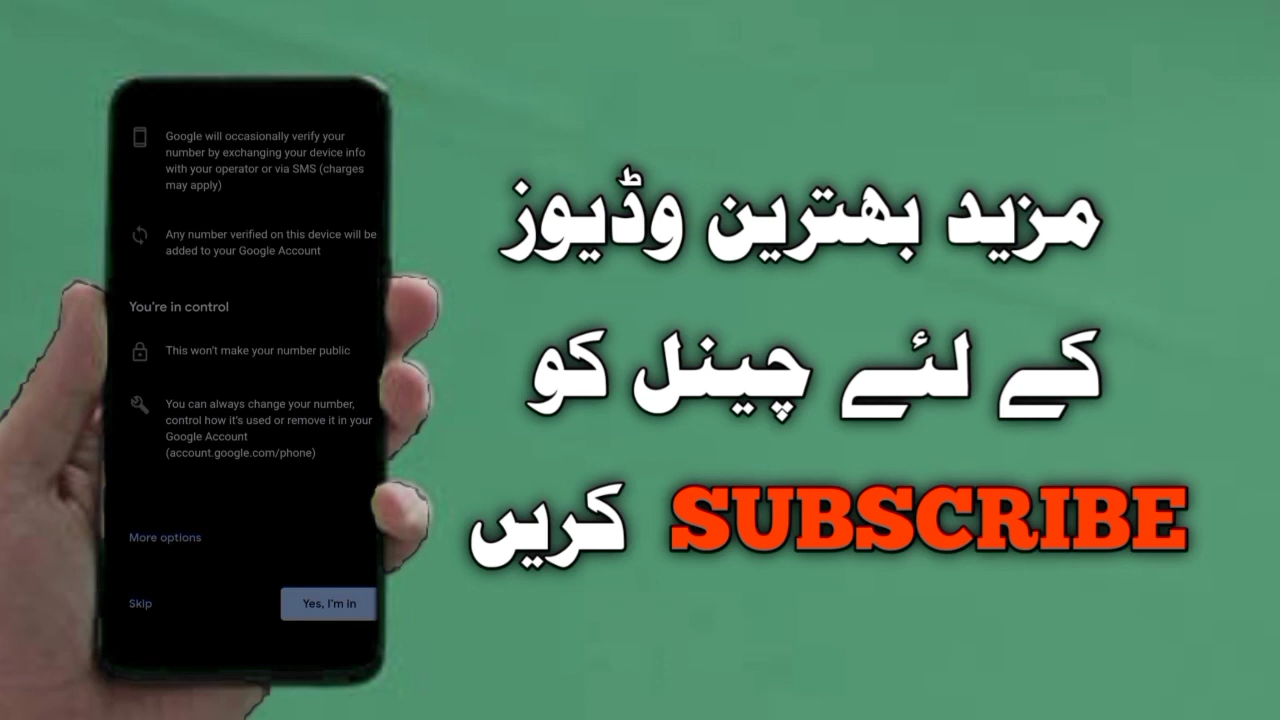 Google will occasionally verify your
number by exchanging your device info
with your operator or via SMS (charges
may apply)
Any number verified on this device will be
added to your Google Account
You're in control
This won't make your number public
You can always change your number,
control how it's used or remove it in your
Google Account
(account.google.com/phone)
More options
Skip
Yes, I'm in
مزید بهترین وڈیوز
کے لئے چینل کو
SUBSCRIBE کریں